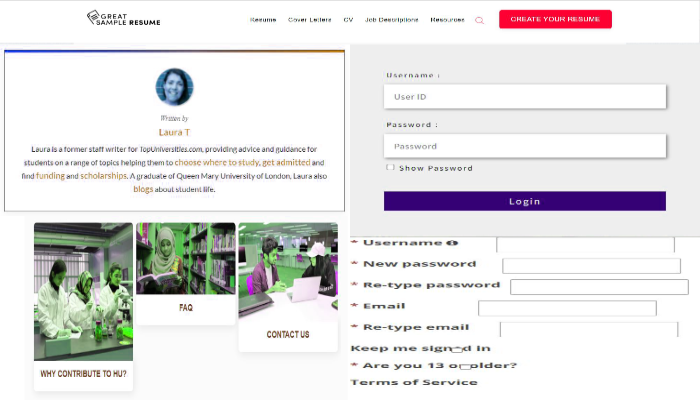 GREAT
SAMPLE RESUME
Resume Cover Letters CV Job Descriptions Resources
CREATE YOUR RESUME
Written by
Laura T
Laura is a former staff writer for TopUniversities.com, providing advice and guidance for
students on a range of topics helping them to choose where to study, get admitted and
find funding and scholarships. A graduate of Queen Mary University of London, Laura also
blogs about student life.
WHY CONTRIBUTE TO HU?
FAQ
CONTACT US
Username :
User ID
Password :
Password
Show Password
Login
* Username
* New password
* Re-type password
* Email
* Re-type email
Keep me signed in
* Are you 13 or older?
Terms of Service